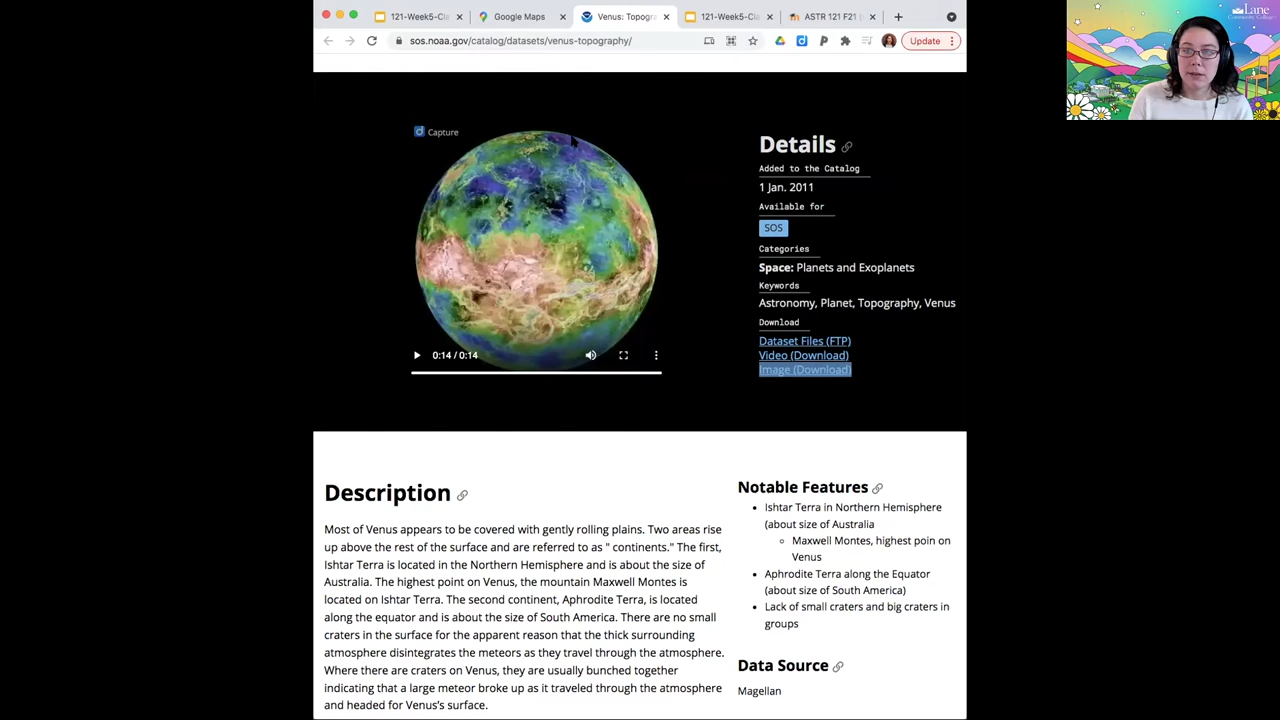 121-Week5-Cla
Google Maps
Venus: Topogra
121-Week5-Cla
ASTR 121 F21
sos.noaa.gov/catalog/datasets/venus-topography/
Update
Lane
Community College
Capture
0:14 / 0:14
Details
Added to the Catalog
1 Jan. 2011
Available for
SOS
Categories
Space: Planets and Exoplanets
Keywords
Astronomy, Planet, Topography, Venus
Download
Dataset Files (FTP)
Video (Download)
Image (Download)
Description
Most of Venus appears to be covered with gently rolling plains. Two areas rise
up above the rest of the surface and are referred to as " continents." The first,
Ishtar Terra is located in the Northern Hemisphere and is about the size of
Australia. The highest point on Venus, the mountain Maxwell Montes is
located on Ishtar Terra. The second continent, Aphrodite Terra, is located
along the equator and is about the size of South America. There are no small
craters in the surface for the apparent reason that the thick surrounding
atmosphere disintegrates the meteors as they travel through the atmosphere.
Where there are craters on Venus, they are usually bunched together
indicating that a large meteor broke up as it traveled through the atmosphere
and headed for Venus's surface.
Notable Features
Ishtar Terra in Northern Hemisphere
(about size of Australia
Maxwell Montes, highest poin on
Venus
Aphrodite Terra along the Equator
(about size of South America)
Lack of small craters and big craters in
groups
Data Source
Magellan